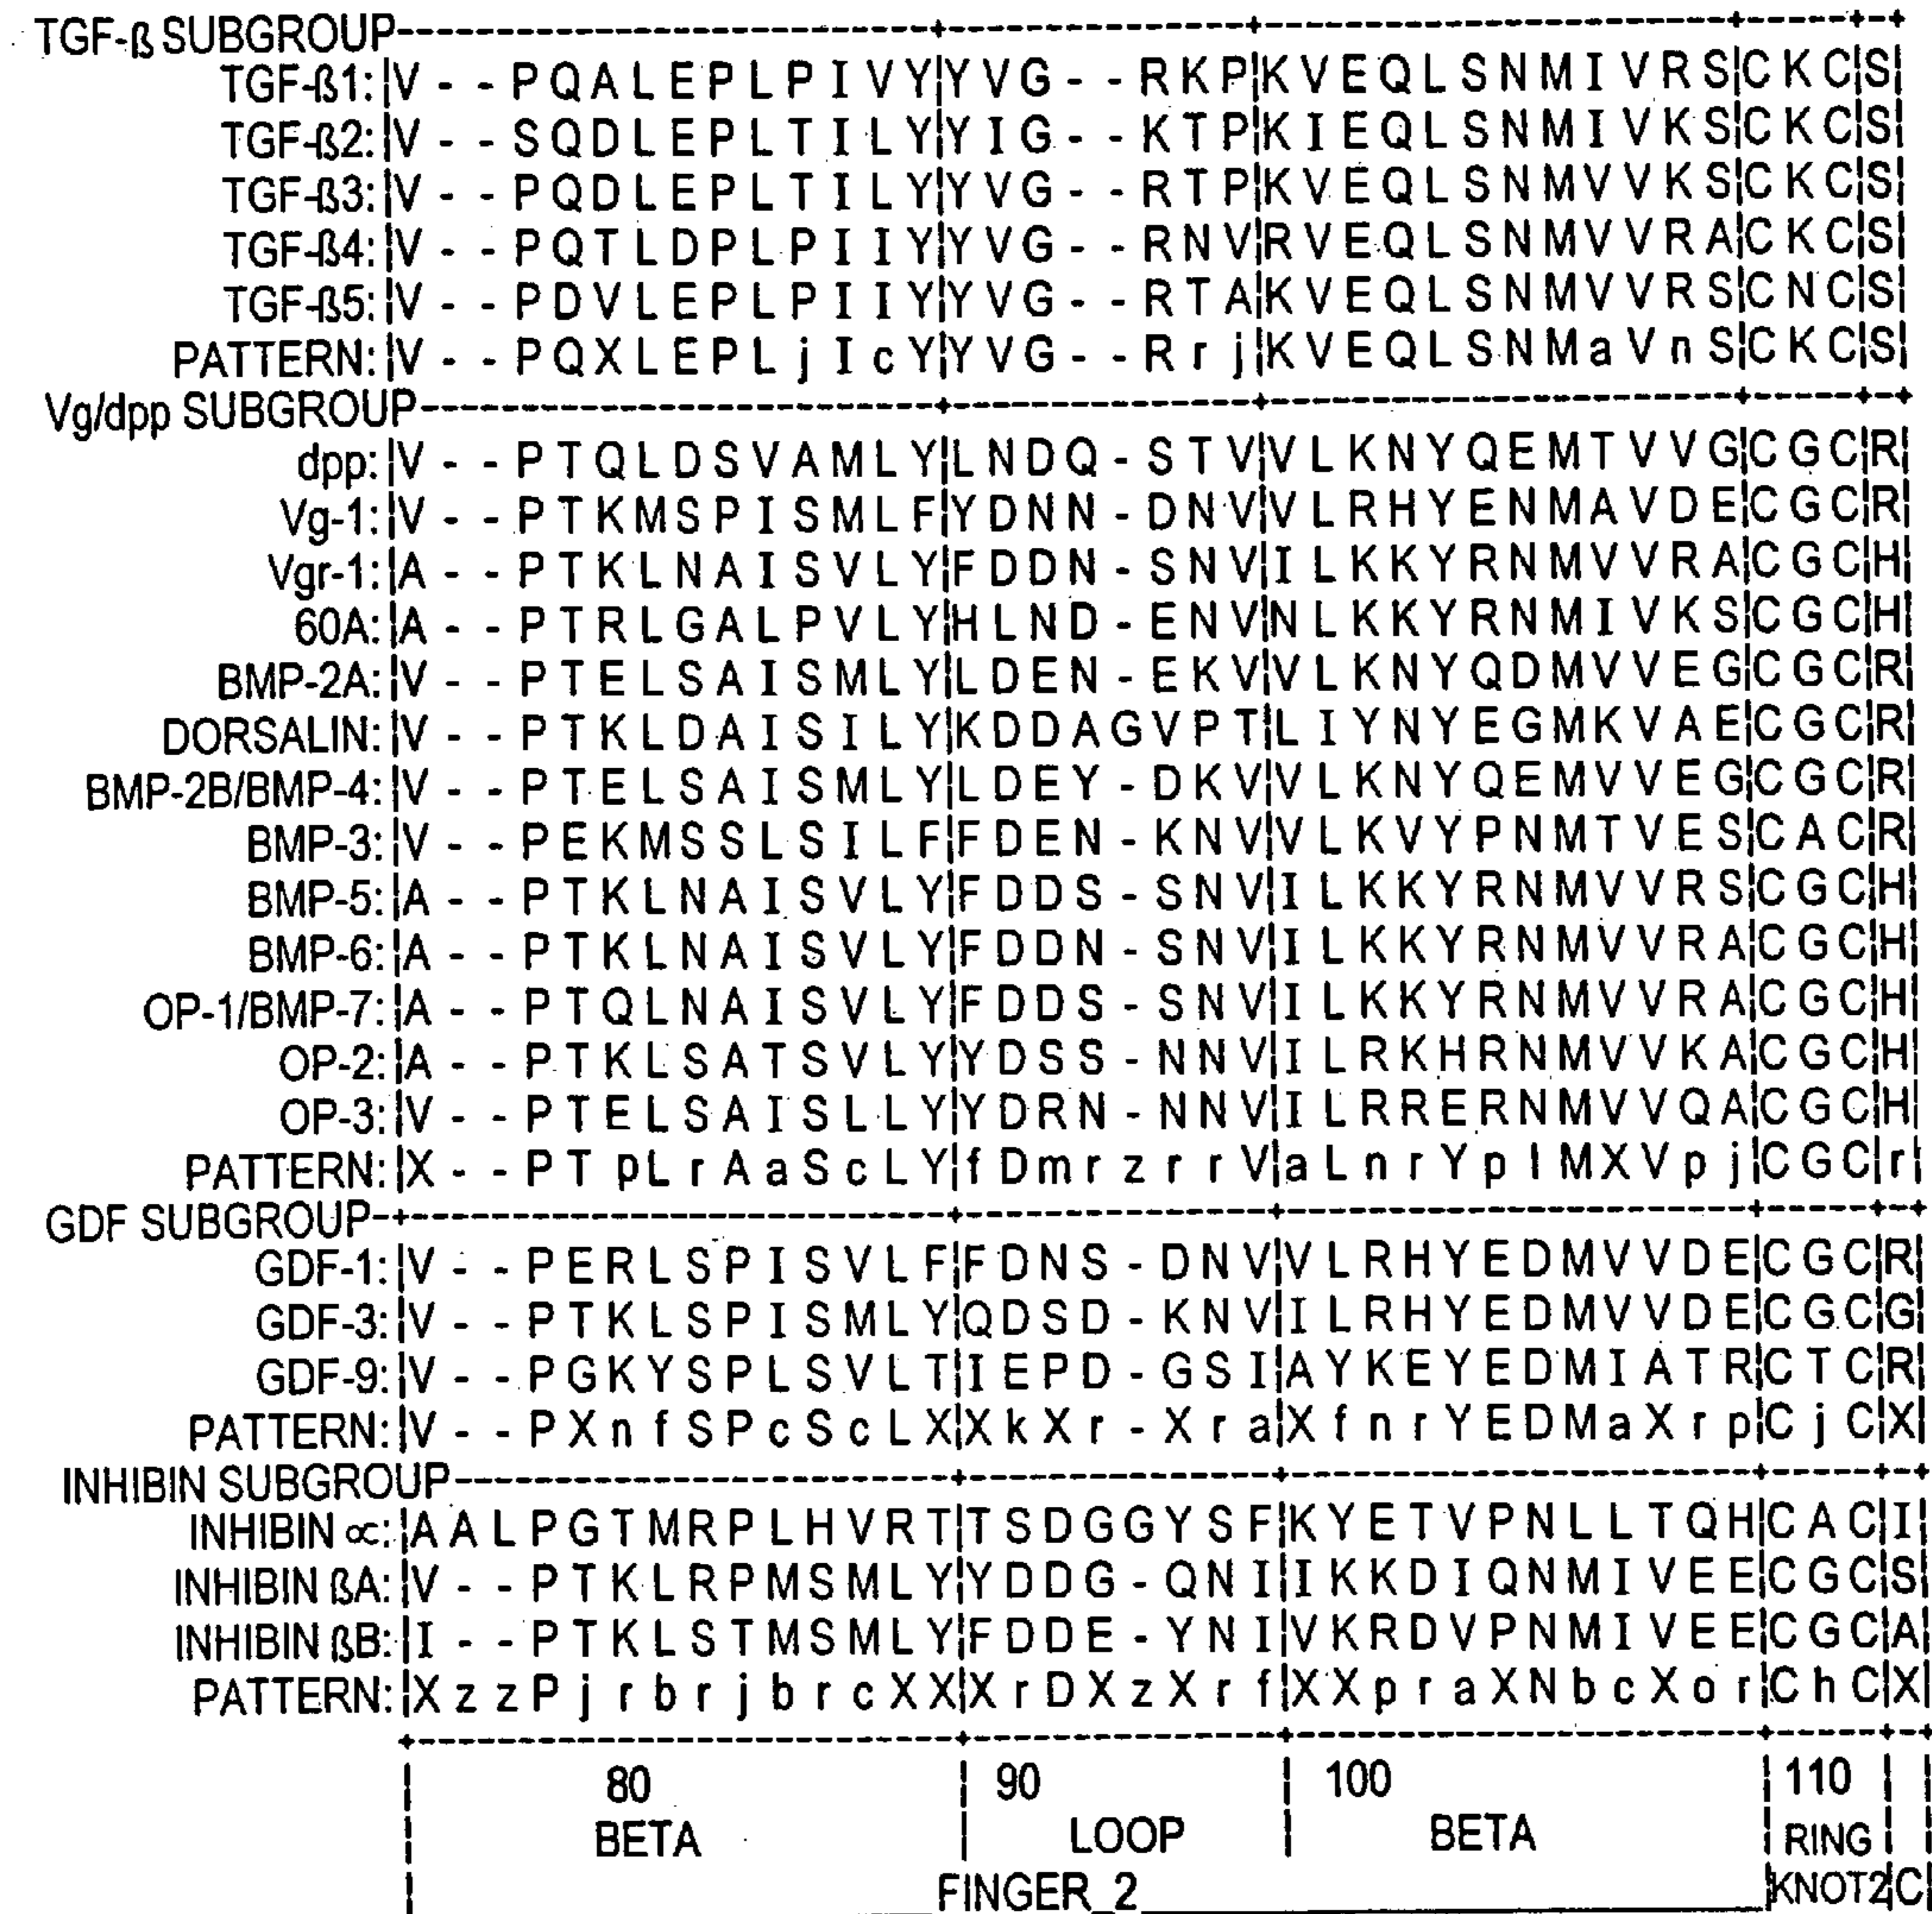 TGF-ß SUBGROUP--------------------------+---------------+-----------------------+-----+-+
TGF-ß1:|V - - P Q A L E P L P I V Y|Y V G - - R K P|K V E Q L S N M I V R S|C K C|S|
TGF-ß2:|V - - S Q D L E P L T I L Y|Y I G - - K T P|K I E Q L S N M I V K S|C K C|S|
TGF-ß3:|V - - P Q D L E P L T I L Y|Y V G - - R T P|K V E Q L S N M V V K S|C K C|S|
TGF-ß4:|V - - P Q T L D P L P I I Y|Y V G - - R N V|R V E Q L S N M V V R A|C K C|S|
TGF-ß5:|V - - P D V L E P L P I I Y|Y V G - - R T A|K V E Q L S N M V V R S|C N C|S|
PATTERN:|V - - P Q X L E P L j I c Y|Y V G - - R r j|K V E Q L S N M a V n S|C K C|S|
Vg/dpp SUBGROUP--------------------------+---------------+-----------------------+-----+-+
dpp:|V - - P T Q L D S V A M L Y|L N D Q - S T V|V L K N Y Q E M T V V G|C G C|R|
Vg-1:|V - - P T K M S P I S M L F|Y D N N - D N V|V L R H Y E N M A V D E|C G C|R|
Vgr-1:|A - - P T K L N A I S V L Y|F D D N - S N V|I L K K Y R N M V V R A|C G C|H|
60A:|A - - P T R L G A L P V L Y|H L N D - E N V|N L K K Y R N M I V K S|C G C|H|
BMP-2A:|V - - P T E L S A I S M L Y|L D E N - E K V|V L K N Y Q D M V V E G|C G C|R|
DORSALIN:|V - - P T K L D A I S I L Y|K D D A G V P T|L I Y N Y E G M K V A E|C G C|R|
BMP-2B/BMP-4:|V - - P T E L S A I S M L Y|L D E Y - D K V|V L K N Y Q E M V V E G|C G C|R|
BMP-3:|V - - P E K M S S L S I L F|F D E N - K N V|V L K V Y P N M T V E S|C A C|R|
BMP-5:|A - - P T K L N A I S V L Y|F D D S - S N V|I L K K Y R N M V V R S|C G C|H|
BMP-6:|A - - P T K L N A I S V L Y|F D D N - S N V|I L K K Y R N M V V R A|C G C|H|
OP-1/BMP-7:|A - - P T Q L N A I S V L Y|F D D S - S N V|I L K K Y R N M V V R A|C G C|H|
OP-2:|A - - P T K L S A T S V L Y|Y D S S - N N V|I L R K H R N M V V K A|C G C|H|
OP-3:|V - - P T E L S A I S L L Y|Y D R N - N N V|I L R R E R N M V V Q A|C G C|H|
PATTERN:|X - - P T p L r A a S c L Y|f D m r z r r V|a L n r Y p l M X V p j|C G C|r|
GDF SUBGROUP-+---------------------------+---------------+-----------------------+-----+-+
GDF-1:|V - - P E R L S P I S V L F|F D N S - D N V|V L R H Y E D M V V D E|C G C|R|
GDF-3:|V - - P T K L S P I S M L Y|Q D S D - K N V|I L R H Y E D M V V D E|C G C|G|
GDF-9:|V - - P G K Y S P L S V L T|I E P D - G S I|A Y K E Y E D M I A T R|C T C|R|
PATTERN:|V - - P X n f S P c S c L X|X k X r - X r a|X f n r Y E D M a X r p|C j C|X|
INHIBIN SUBGROUP-------------------------+---------------+-----------------------+-----+-+
INHIBIN ∝:|A A L P G T M R P L H V R T|T S D G G Y S F|K Y E T V P N L L T Q H|C A C|I|
INHIBIN ßA:|V - - P T K L R P M S M L Y|Y D D G - Q N I|I K K D I Q N M I V E E|C G C|S|
INHIBIN ßB:|I - - P T K L S T M S M L Y|F D D E - Y N I|V K R D V P N M I V E E|C G C|A|
PATTERN:|X z z P j r b r j b r c X X|X r D X z X r f|X X p r a X N b c X o r|C h C|X|
+---------------------------+---------------+-----------------------+-----+-+
| 80 | 90 | 100 | 110 | |
BETA | LOOP | BETA | RING | |
FINGER_2 |KNOT2|C|